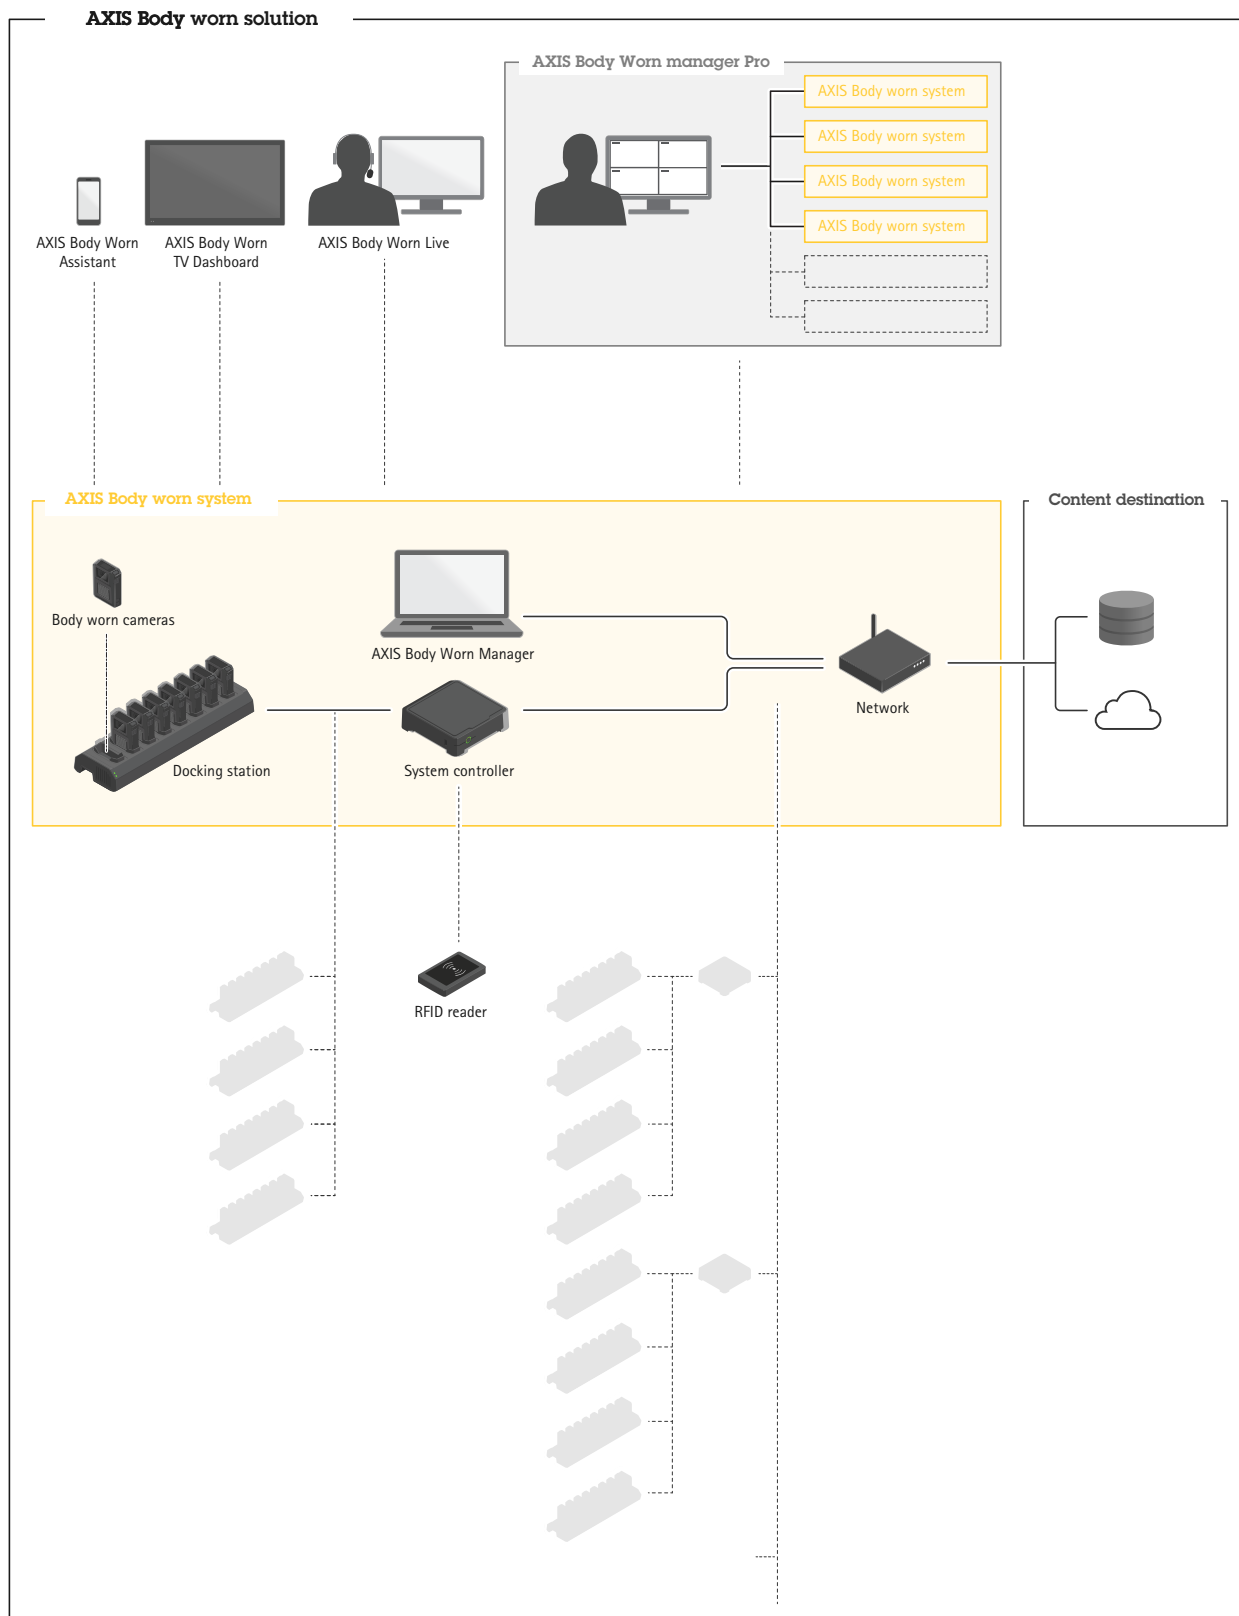 AXIS Body worn solution
AXIS Body Worn manager Pro
AXIS Body worn system
AXIS Body worn system
AXIS Body worn system
AXIS Body worn system
AXIS Body Worn
Assistant
AXIS Body Worn
TV Dashboard
AXIS Body Worn Live
AXIS Body worn system
Content destination
Body worn cameras
AXIS Body Worn Manager
Network
Docking station
System controller
RFID reader